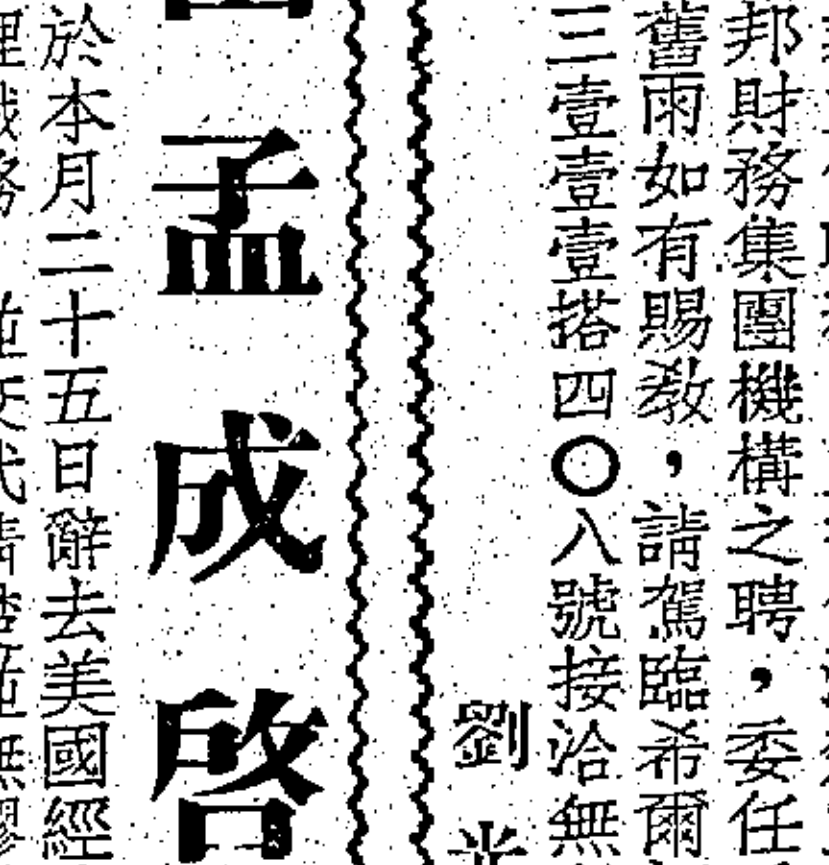 邦財務集團機構之聘，委任
舊雨如有賜教，請駕臨希爾
三壹壹壹搭四〇八號接洽無
劉
孟成啓
於本月二十五日辭去美國經